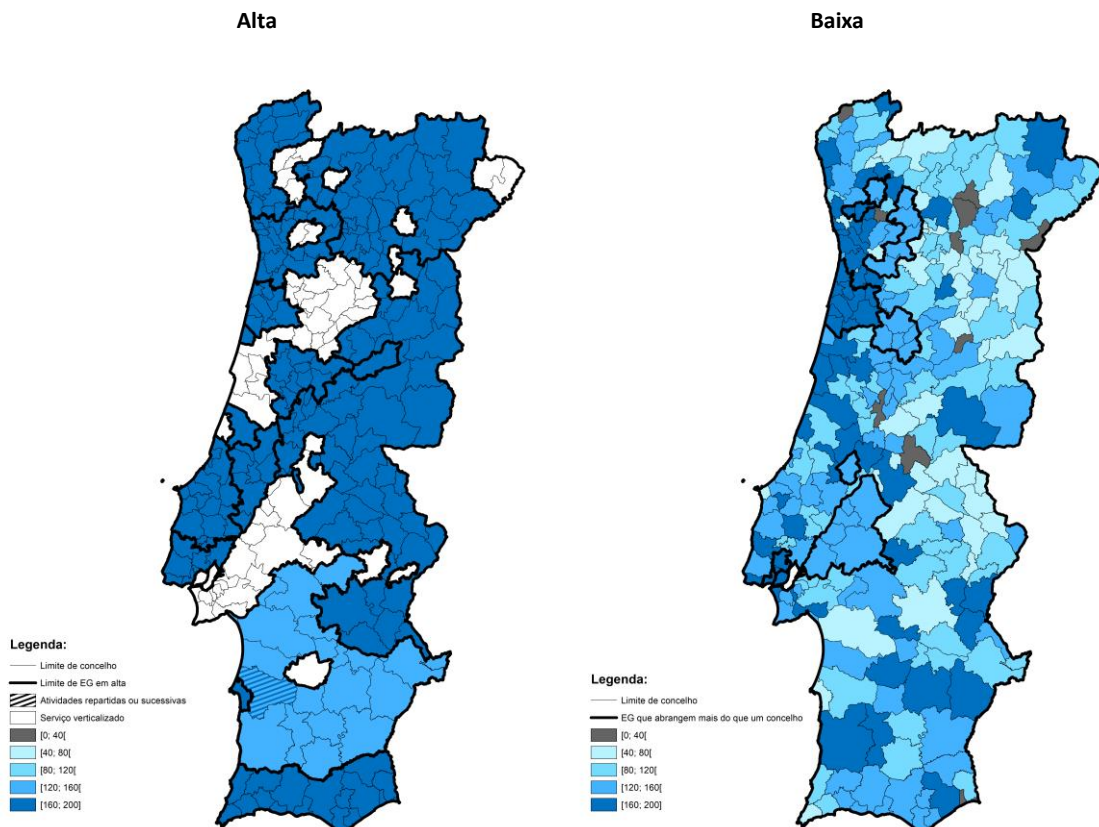 Alta
Baixa
Legenda:
Limite de concelho
Limite de EG em alta
Atividades repartidas ou sucessivas
Serviço verticalizado
[0; 40[
[40; 80[
[80; 120[
[120; 160[
[160; 200]
Legenda:
Limite de concelho
EG que abrangem mais do que um concelho
[0; 40[
[40; 80[
[80; 120[
[120; 160[
[160; 200]